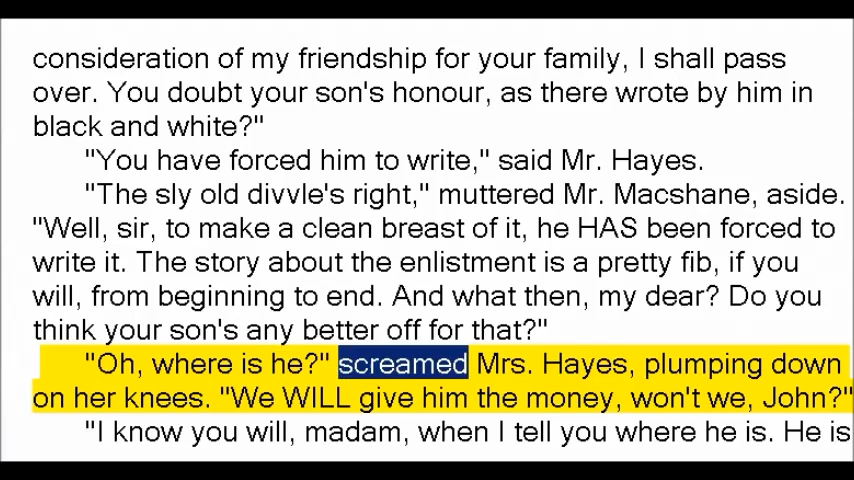 consideration of my friendship for your family, I shall pass
over. You doubt your son's honour, as there wrote by him in
black and white?"
"You have forced him to write," said Mr. Hayes.
"The sly old divvle's right," muttered Mr. Macshane, aside.
"Well, sir, to make a clean breast of it, he HAS been forced to
write it. The story about the enlistment is a pretty fib, if you
will, from beginning to end. And what then, my dear? Do you
think your son's any better off for that?"
"Oh, where is he?" screamed Mrs. Hayes, plumping down
on her knees. "We WILL give him the money, won't we, John?"
"I know you will, madam, when I tell you where he is. He is